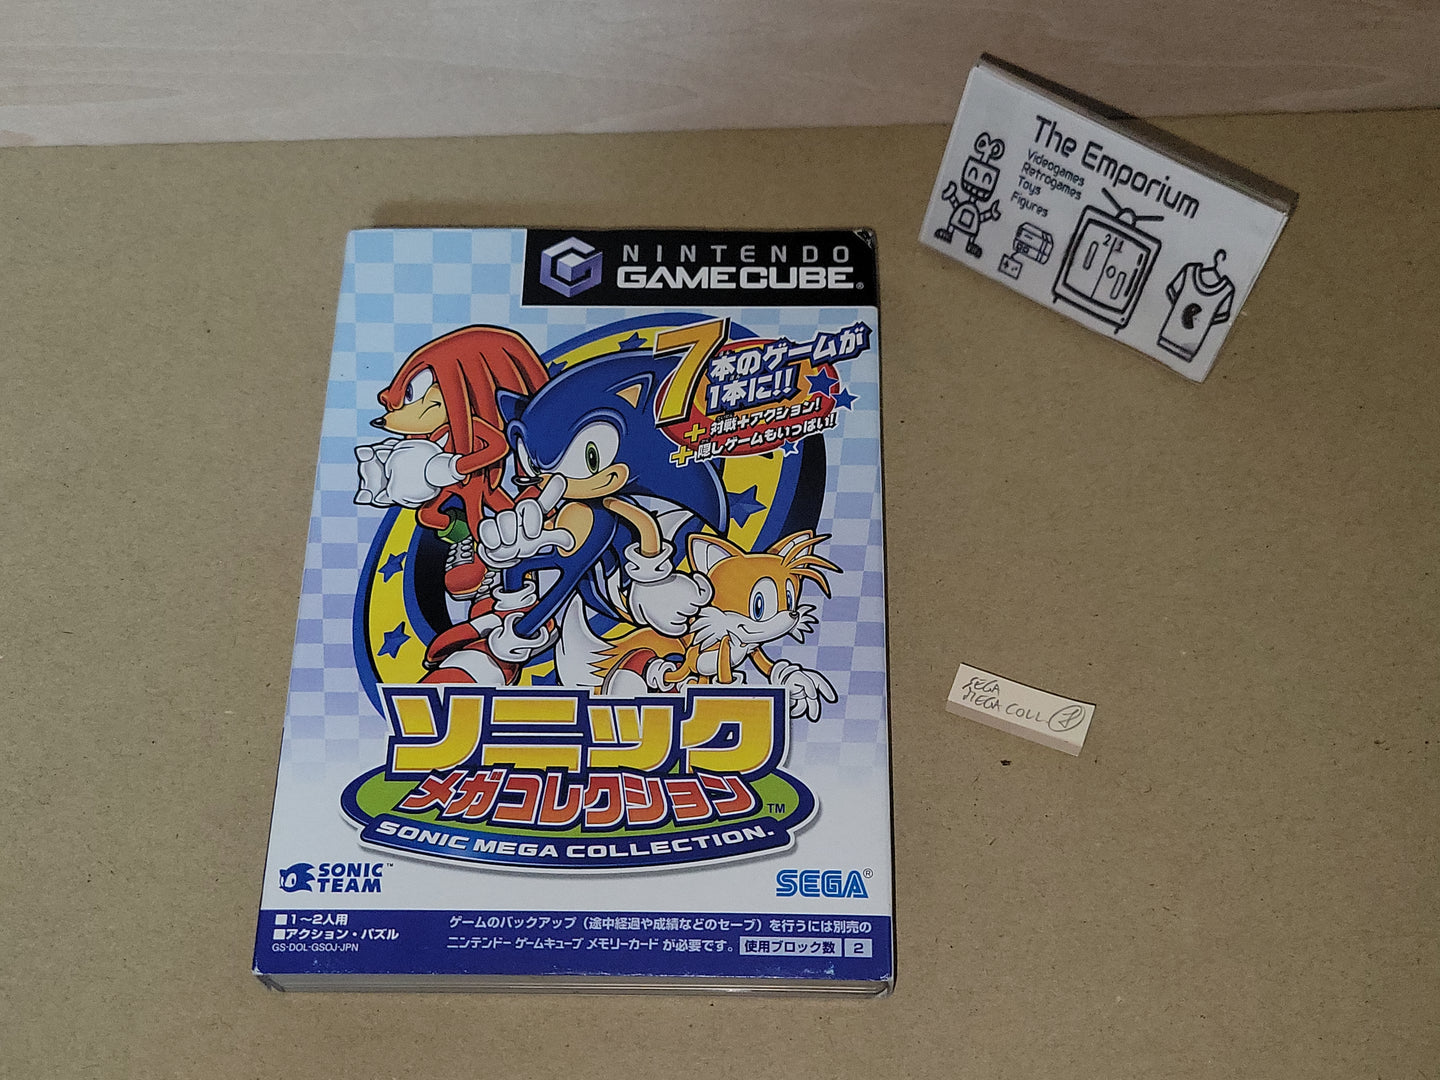 The Emporium
Videogames
Retrogames
Toys
Figures
21
NINTENDO
GAMECUBE®
7本のゲームが
1本に!!
+対戦+アクション!
+隠しゲームもいっぱい!
ソニック
メガコレクション™
SONIC MEGA COLLECTION.
SONIC TEAM™
SEGA®
■1～2人用
■アクション・パズル
GS-DOL-GSOJ-JPN
ゲームのバックアップ（途中経過や成績などのセーブ）を行うには別売の
ニンテンドー ゲームキューブ メモリーカード が必要です。 使用ブロック数 2
SEGA
MEGA COLL